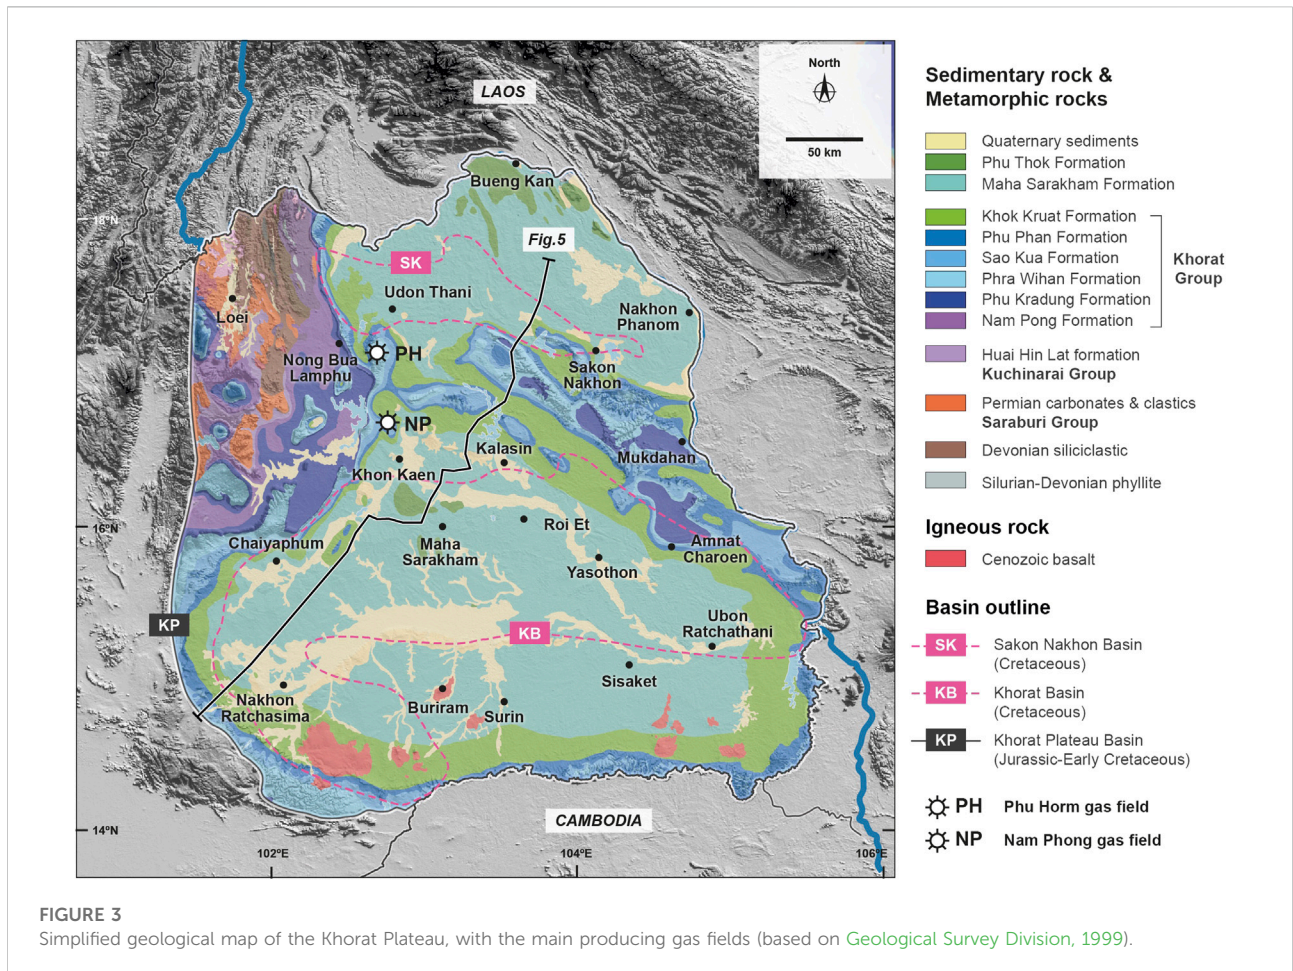 LAOS
North
50 km
Bueng Kan
18°N
Fig.5
SK
Udon Thani
Nakhon
Phanom
Loei
Nong Bua
Lamphu
PH
Sakon
Nakhon
NP
Kalasin
Mukdahan
Khon Kaen
16°N
Chaiyaphum
Maha
Sarakham
Roi Et
Amnat
Charoen
Yasothon
KP
KB
Ubon
Ratchathani
Sisaket
Nakhon
Ratchasima
Buriram
Surin
CAMBODIA
14°N
102°E
104°E
106°E
Sedimentary rock &
Metamorphic rocks
Quaternary sediments
Phu Thok Formation
Maha Sarakham Formation
Khok Kruat Formation
Phu Phan Formation
Sao Kua Formation
Phra Wihan Formation
Phu Kradung Formation
Nam Pong Formation
Khorat
Group
Huai Hin Lat formation
Kuchinarai Group
Permian carbonates & clastics
Saraburi Group
Devonian siliciclastic
Silurian-Devonian phyllite
Igneous rock
Cenozoic basalt
Basin outline
SK Sakon Nakhon Basin
(Cretaceous)
KB Khorat Basin
(Cretaceous)
KP Khorat Plateau Basin
(Jurassic-Early Cretaceous)
PH Phu Horm gas field
NP Nam Phong gas field
FIGURE 3
Simplified geological map of the Khorat Plateau, with the main producing gas fields (based on Geological Survey Division, 1999).